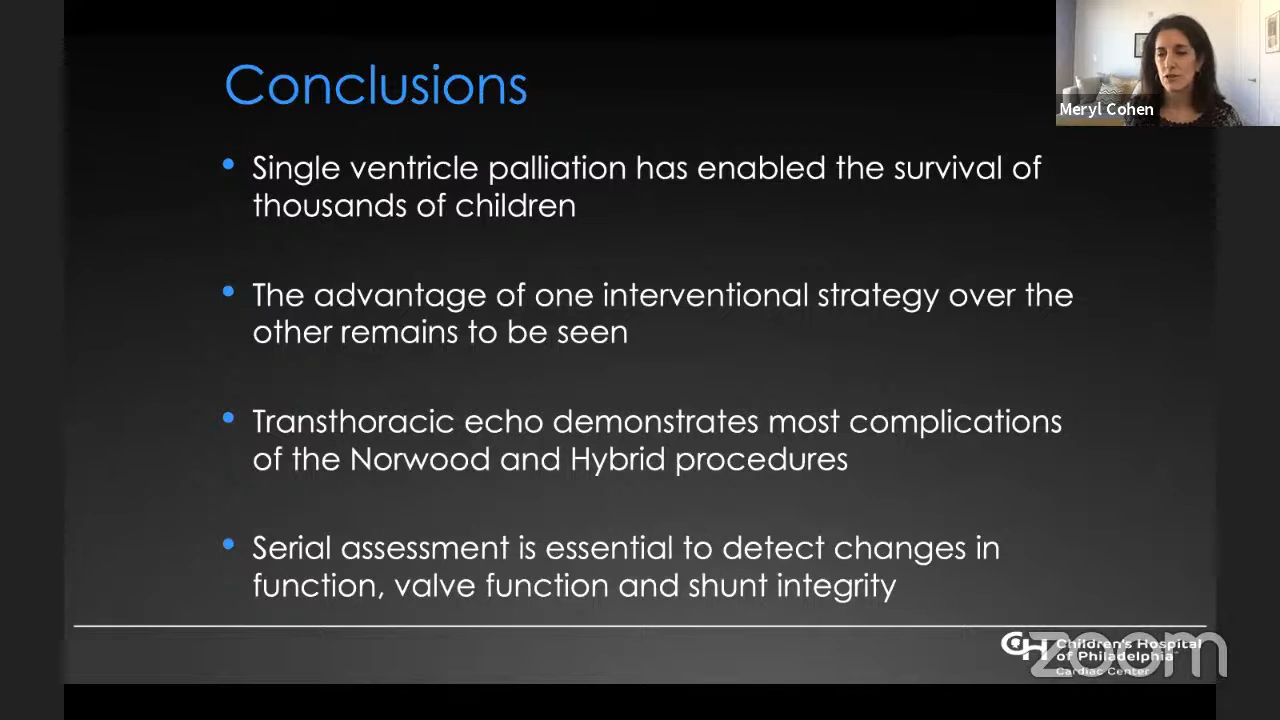 Conclusions
Meryl Cohen
• Single ventricle palliation has enabled the survival of
thousands of children
• The advantage of one interventional strategy over the
other remains to be seen
• Transthoracic echo demonstrates most complications
of the Norwood and Hybrid procedures
• Serial assessment is essential to detect changes in
function, valve function and shunt integrity
CH Children's Hospital
of Philadelphia
Cardiac Center
zoom